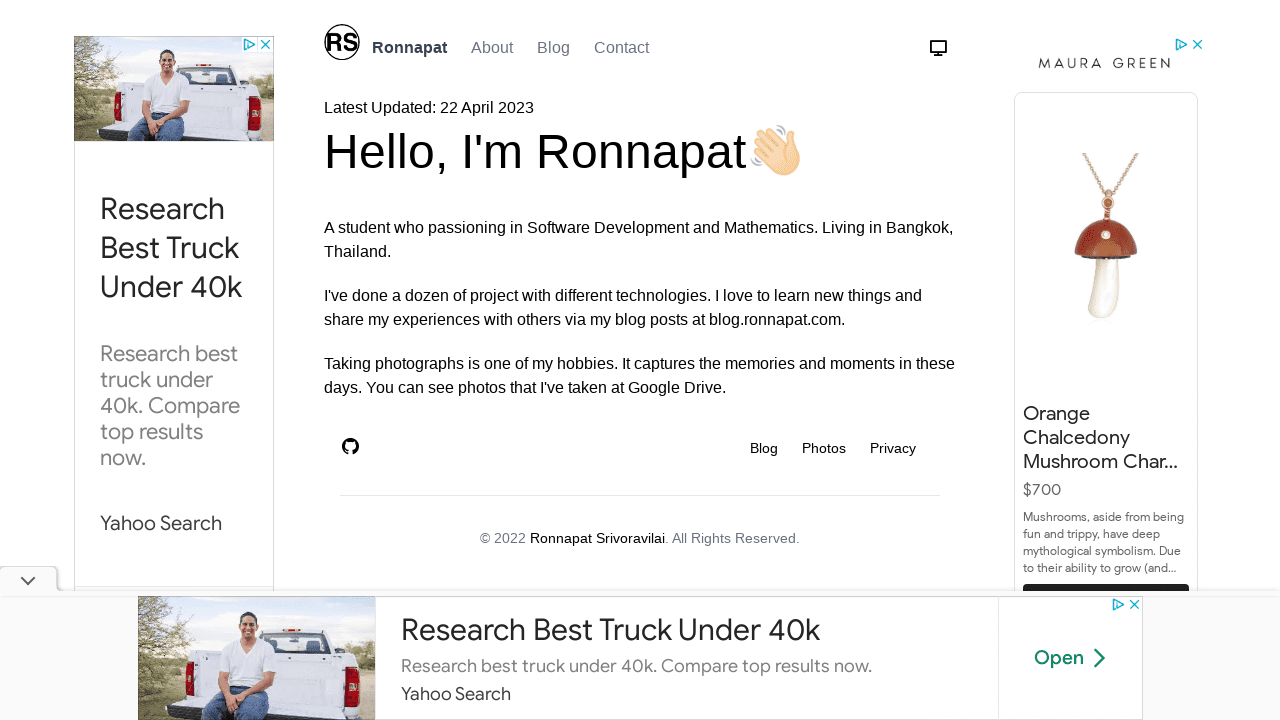 RS
Ronnapat
About
Blog
Contact
Latest Updated: 22 April 2023
Hello, I'm Ronnapat
A student who passioning in Software Development and Mathematics. Living in Bangkok,
Thailand.
I've done a dozen of project with different technologies. I love to learn new things and
share my experiences with others via my blog posts at blog.ronnapat.com.
Taking photographs is one of my hobbies. It captures the memories and moments in these
days. You can see photos that I've taken at Google Drive.
Blog
Photos
Privacy
© 2022 Ronnapat Srivoravilai. All Rights Reserved.
Research
Best Truck
Under 40k
Research best
truck under
40k. Compare
top results
now.
Yahoo Search
MAURA GREEN
Orange
Chalcedony
Mushroom Char...
$700
Mushrooms, aside from being
fun and trippy, have deep
mythological symbolism. Due
to their ability to grow (and...
Research Best Truck Under 40k
Research best truck under 40k. Compare top results now.
Yahoo Search
Open